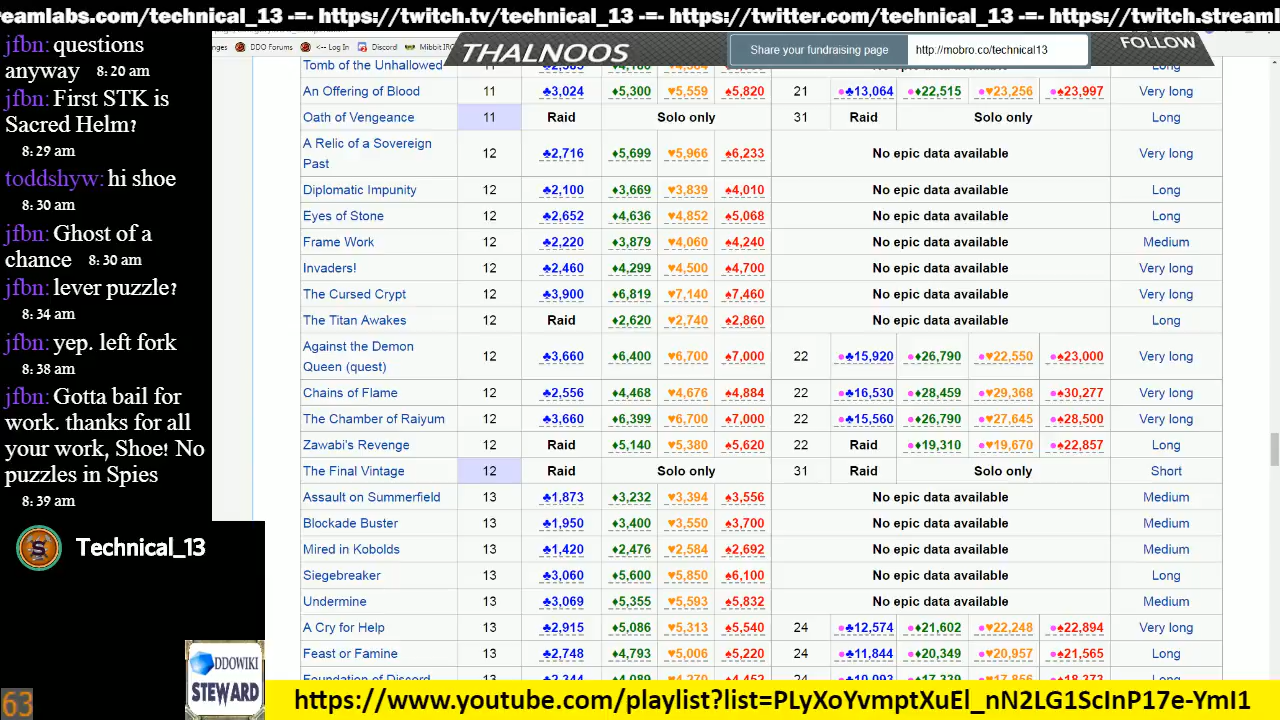 reamlabs.com/technical_13 -=- https://twitch.tv/technical_13 -=- https://twitter.com/technical_13 -=- https://twitch.streaml
jfbn: questions
anyway 8:20 am
jfbn: First STK is
Sacred Helm?
8:29 am
toddshyw: hi shoe
8:30 am
jfbn: Ghost of a
chance 8:30 am
jfbn: lever puzzle?
8:34 am
jfbn: yep. left fork
8:38 am
jfbn: Gotta bail for
work. thanks for all
your work, Shoe! No
puzzles in Spies
8:39 am
Technical_13
DDOWIKI
STEWARD
63
nges DDO Forums <-- Log In Discord Mibbit IRC
THALNOOS
Share your fundraising page http://mobro.co/technical13
FOLLOW
Tomb of the Unhallowed 11 No epic data available Long
An Offering of Blood 11 ♣3,024 ♦5,300 ♥5,559 ♠5,820 21 ●♣13,064 ●♦22,515 ●♥23,256 ●♠23,997 Very long
Oath of Vengeance 11 Raid Solo only 31 Raid Solo only Long
A Relic of a Sovereign
Past 12 ♣2,716 ♦5,699 ♥5,966 ♠6,233 No epic data available Very long
Diplomatic Impunity 12 ♣2,100 ♦3,669 ♥3,839 ♠4,010 No epic data available Long
Eyes of Stone 12 ♣2,652 ♦4,636 ♥4,852 ♠5,068 No epic data available Long
Frame Work 12 ♣2,220 ♦3,879 ♥4,060 ♠4,240 No epic data available Medium
Invaders! 12 ♣2,460 ♦4,299 ♥4,500 ♠4,700 No epic data available Very long
The Cursed Crypt 12 ♣3,900 ♦6,819 ♥7,140 ♠7,460 No epic data available Very long
The Titan Awakes 12 Raid ♦2,620 ♥2,740 ♠2,860 No epic data available Long
Against the Demon
Queen (quest) 12 ♣3,660 ♦6,400 ♥6,700 ♠7,000 22 ●♣15,920 ●♦26,790 ●♥22,550 ●♠23,000 Very long
Chains of Flame 12 ♣2,556 ♦4,468 ♥4,676 ♠4,884 22 ●♣16,530 ●♦28,459 ●♥29,368 ●♠30,277 Very long
The Chamber of Raiyum 12 ♣3,660 ♦6,399 ♥6,700 ♠7,000 22 ●♣15,560 ●♦26,790 ●♥27,645 ●♠28,500 Very long
Zawabi's Revenge 12 Raid ♦5,140 ♥5,380 ♠5,620 22 Raid ●♦19,310 ●♥19,670 ●♠22,857 Long
The Final Vintage 12 Raid Solo only 31 Raid Solo only Short
Assault on Summerfield 13 ♣1,873 ♦3,232 ♥3,394 ♠3,556 No epic data available Medium
Blockade Buster 13 ♣1,950 ♦3,400 ♥3,550 ♠3,700 No epic data available Medium
Mired in Kobolds 13 ♣1,420 ♦2,476 ♥2,584 ♠2,692 No epic data available Medium
Siegebreaker 13 ♣3,060 ♦5,600 ♥5,850 ♠6,100 No epic data available Long
Undermine 13 ♣3,069 ♦5,355 ♥5,593 ♠5,832 No epic data available Medium
A Cry for Help 13 ♣2,915 ♦5,086 ♥5,313 ♠5,540 24 ●♣12,574 ●♦21,602 ●♥22,248 ●♠22,894 Very long
Feast or Famine 13 ♣2,748 ♦4,793 ♥5,006 ♠5,220 24 ●♣11,844 ●♦20,349 ●♥20,957 ●♠21,565 Long
Foundation of Discord 13
https://www.youtube.com/playlist?list=PLyXoYvmptXuEl_nN2LG1ScInP17e-YmI1